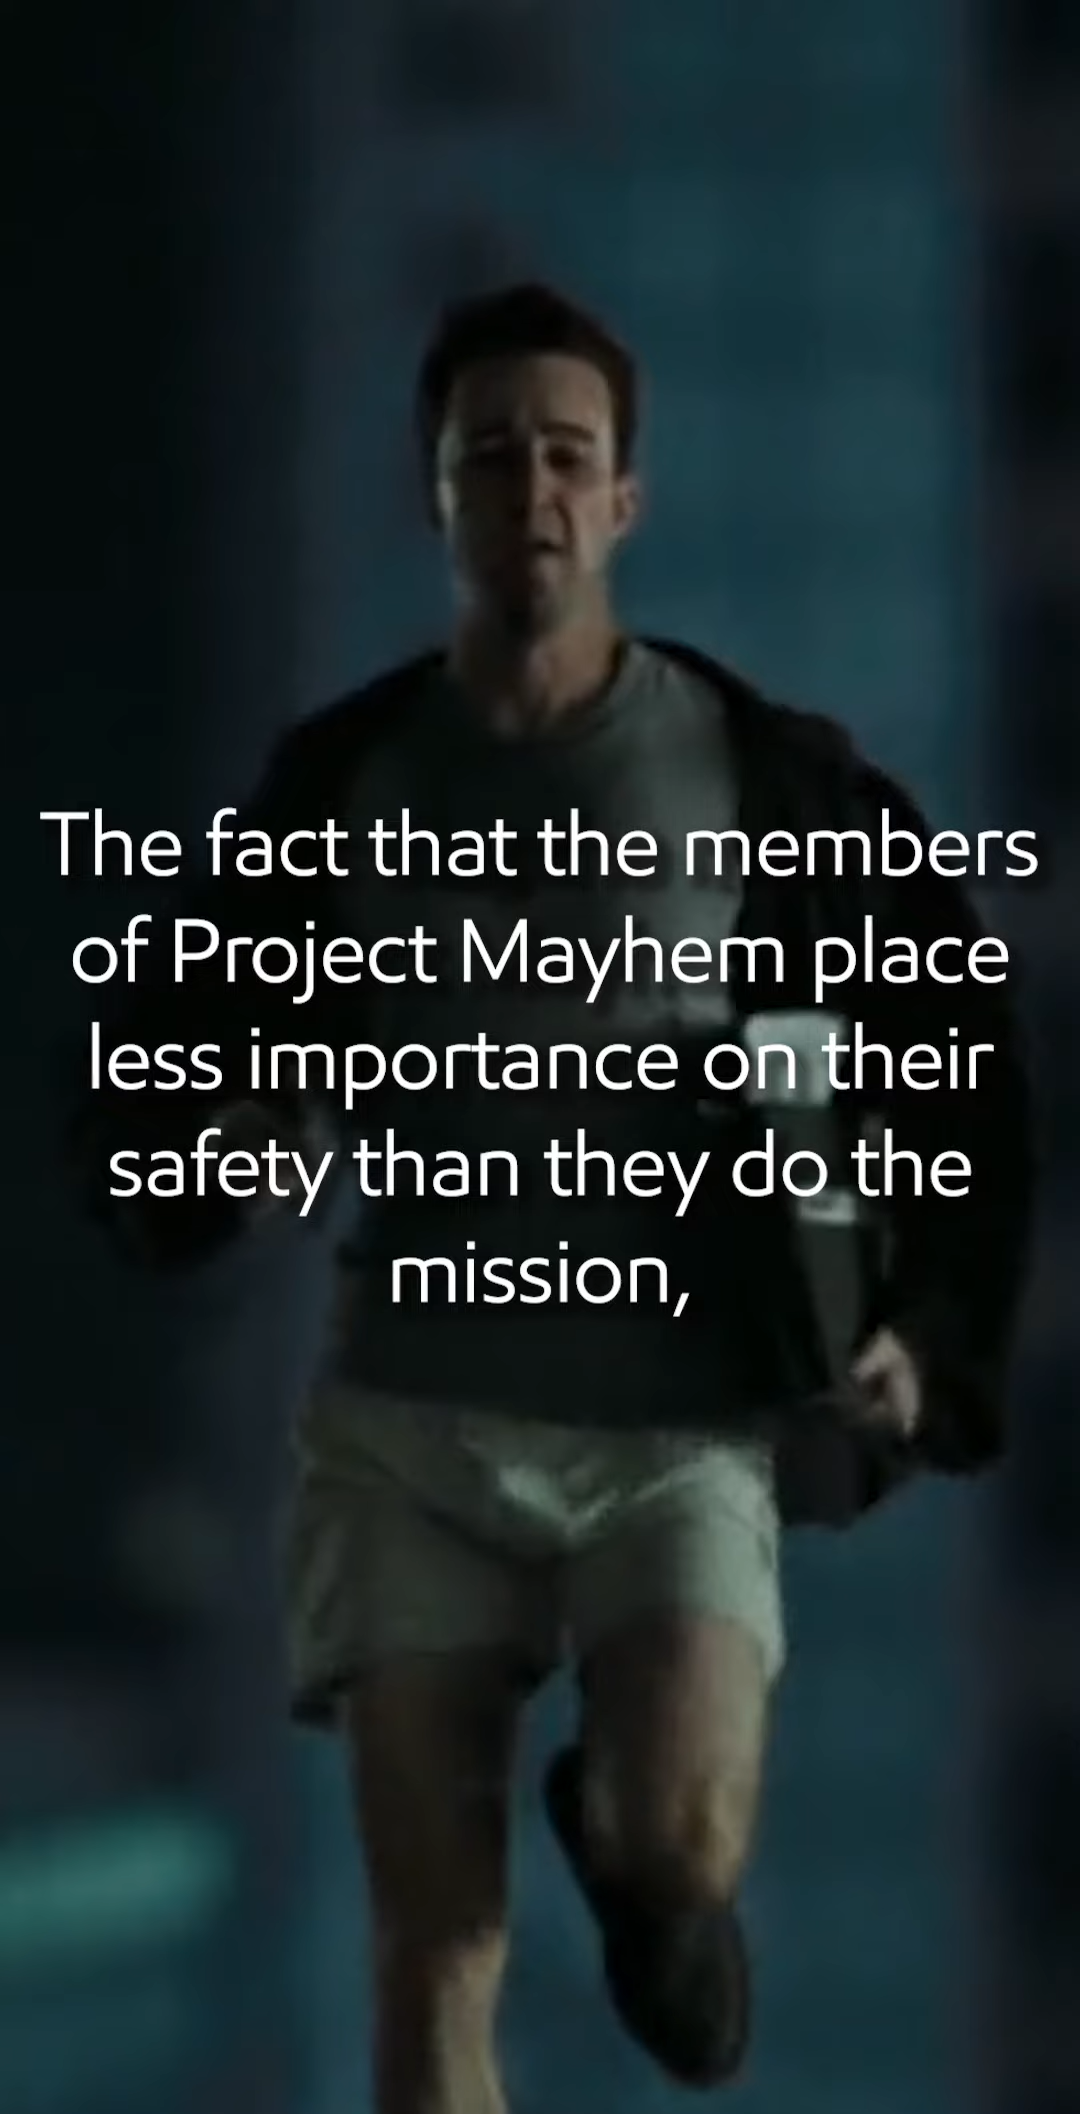 The fact that the members
of Project Mayhem place
less importance on their
safety than they do the
mission,